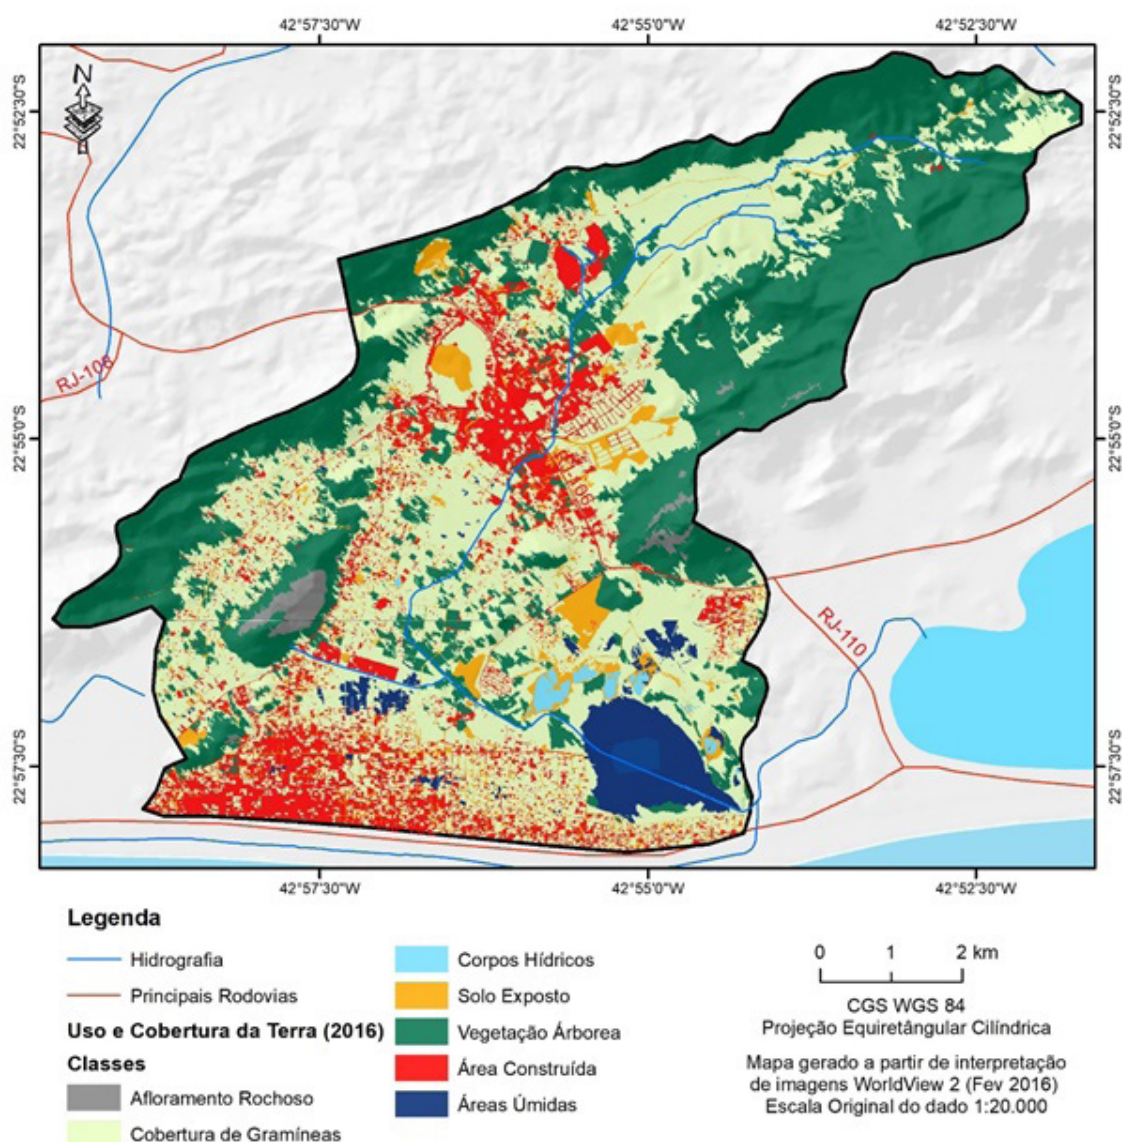 42°57'30"W 42°55'0"W 42°52'30"W
N
22°52'30"S 22°52'30"S
RJ-106
22°55'0"S 22°55'0"S
106
RJ-110
22°57'30"S 22°57'30"S
42°57'30"W 42°55'0"W 42°52'30"W
Legenda
Hidrografia
Principais Rodovias
Uso e Cobertura da Terra (2016)
Classes
Afloramento Rochoso
Cobertura de Gramíneas
Corpos Hídricos
Solo Exposto
Vegetação Árborea
Área Construída
Áreas Úmidas
0 1 2 km
CGS WGS 84
Projeção Equiretângular Cilíndrica
Mapa gerado a partir de interpretação
de imagens WorldView 2 (Fev 2016)
Escala Original do dado 1:20.000